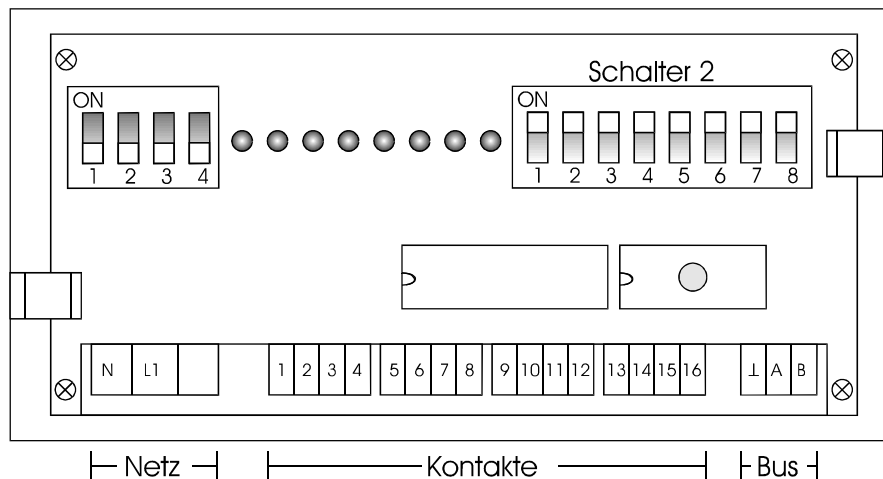 Schalter 2
ON
1 2 3 4
ON
1 2 3 4 5 6 7 8
N L1
1 2 3 4 5 6 7 8 9 10 11 12 13 14 15 16
⊥ A B
Netz
Kontakte
Bus